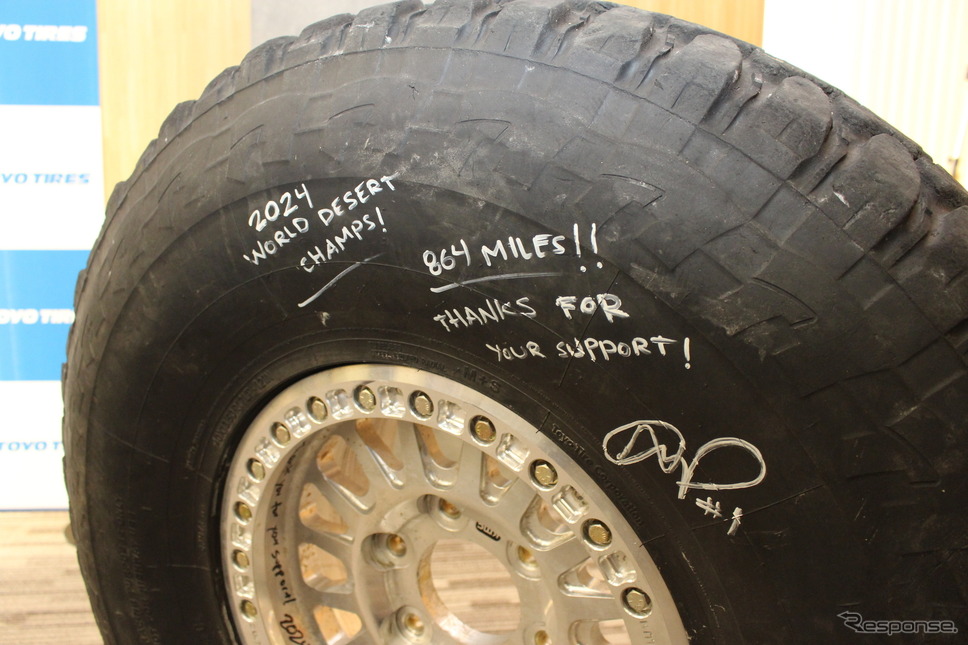 TOYO TIRES
TOYO TIRES
TOYO TIRES
TOYO TIRES
2024
WORLD DESERT
CHAMPS!
864 MILES!!
THANKS FOR
YOUR SUPPORT!
#1
M+S
KMC
Response.